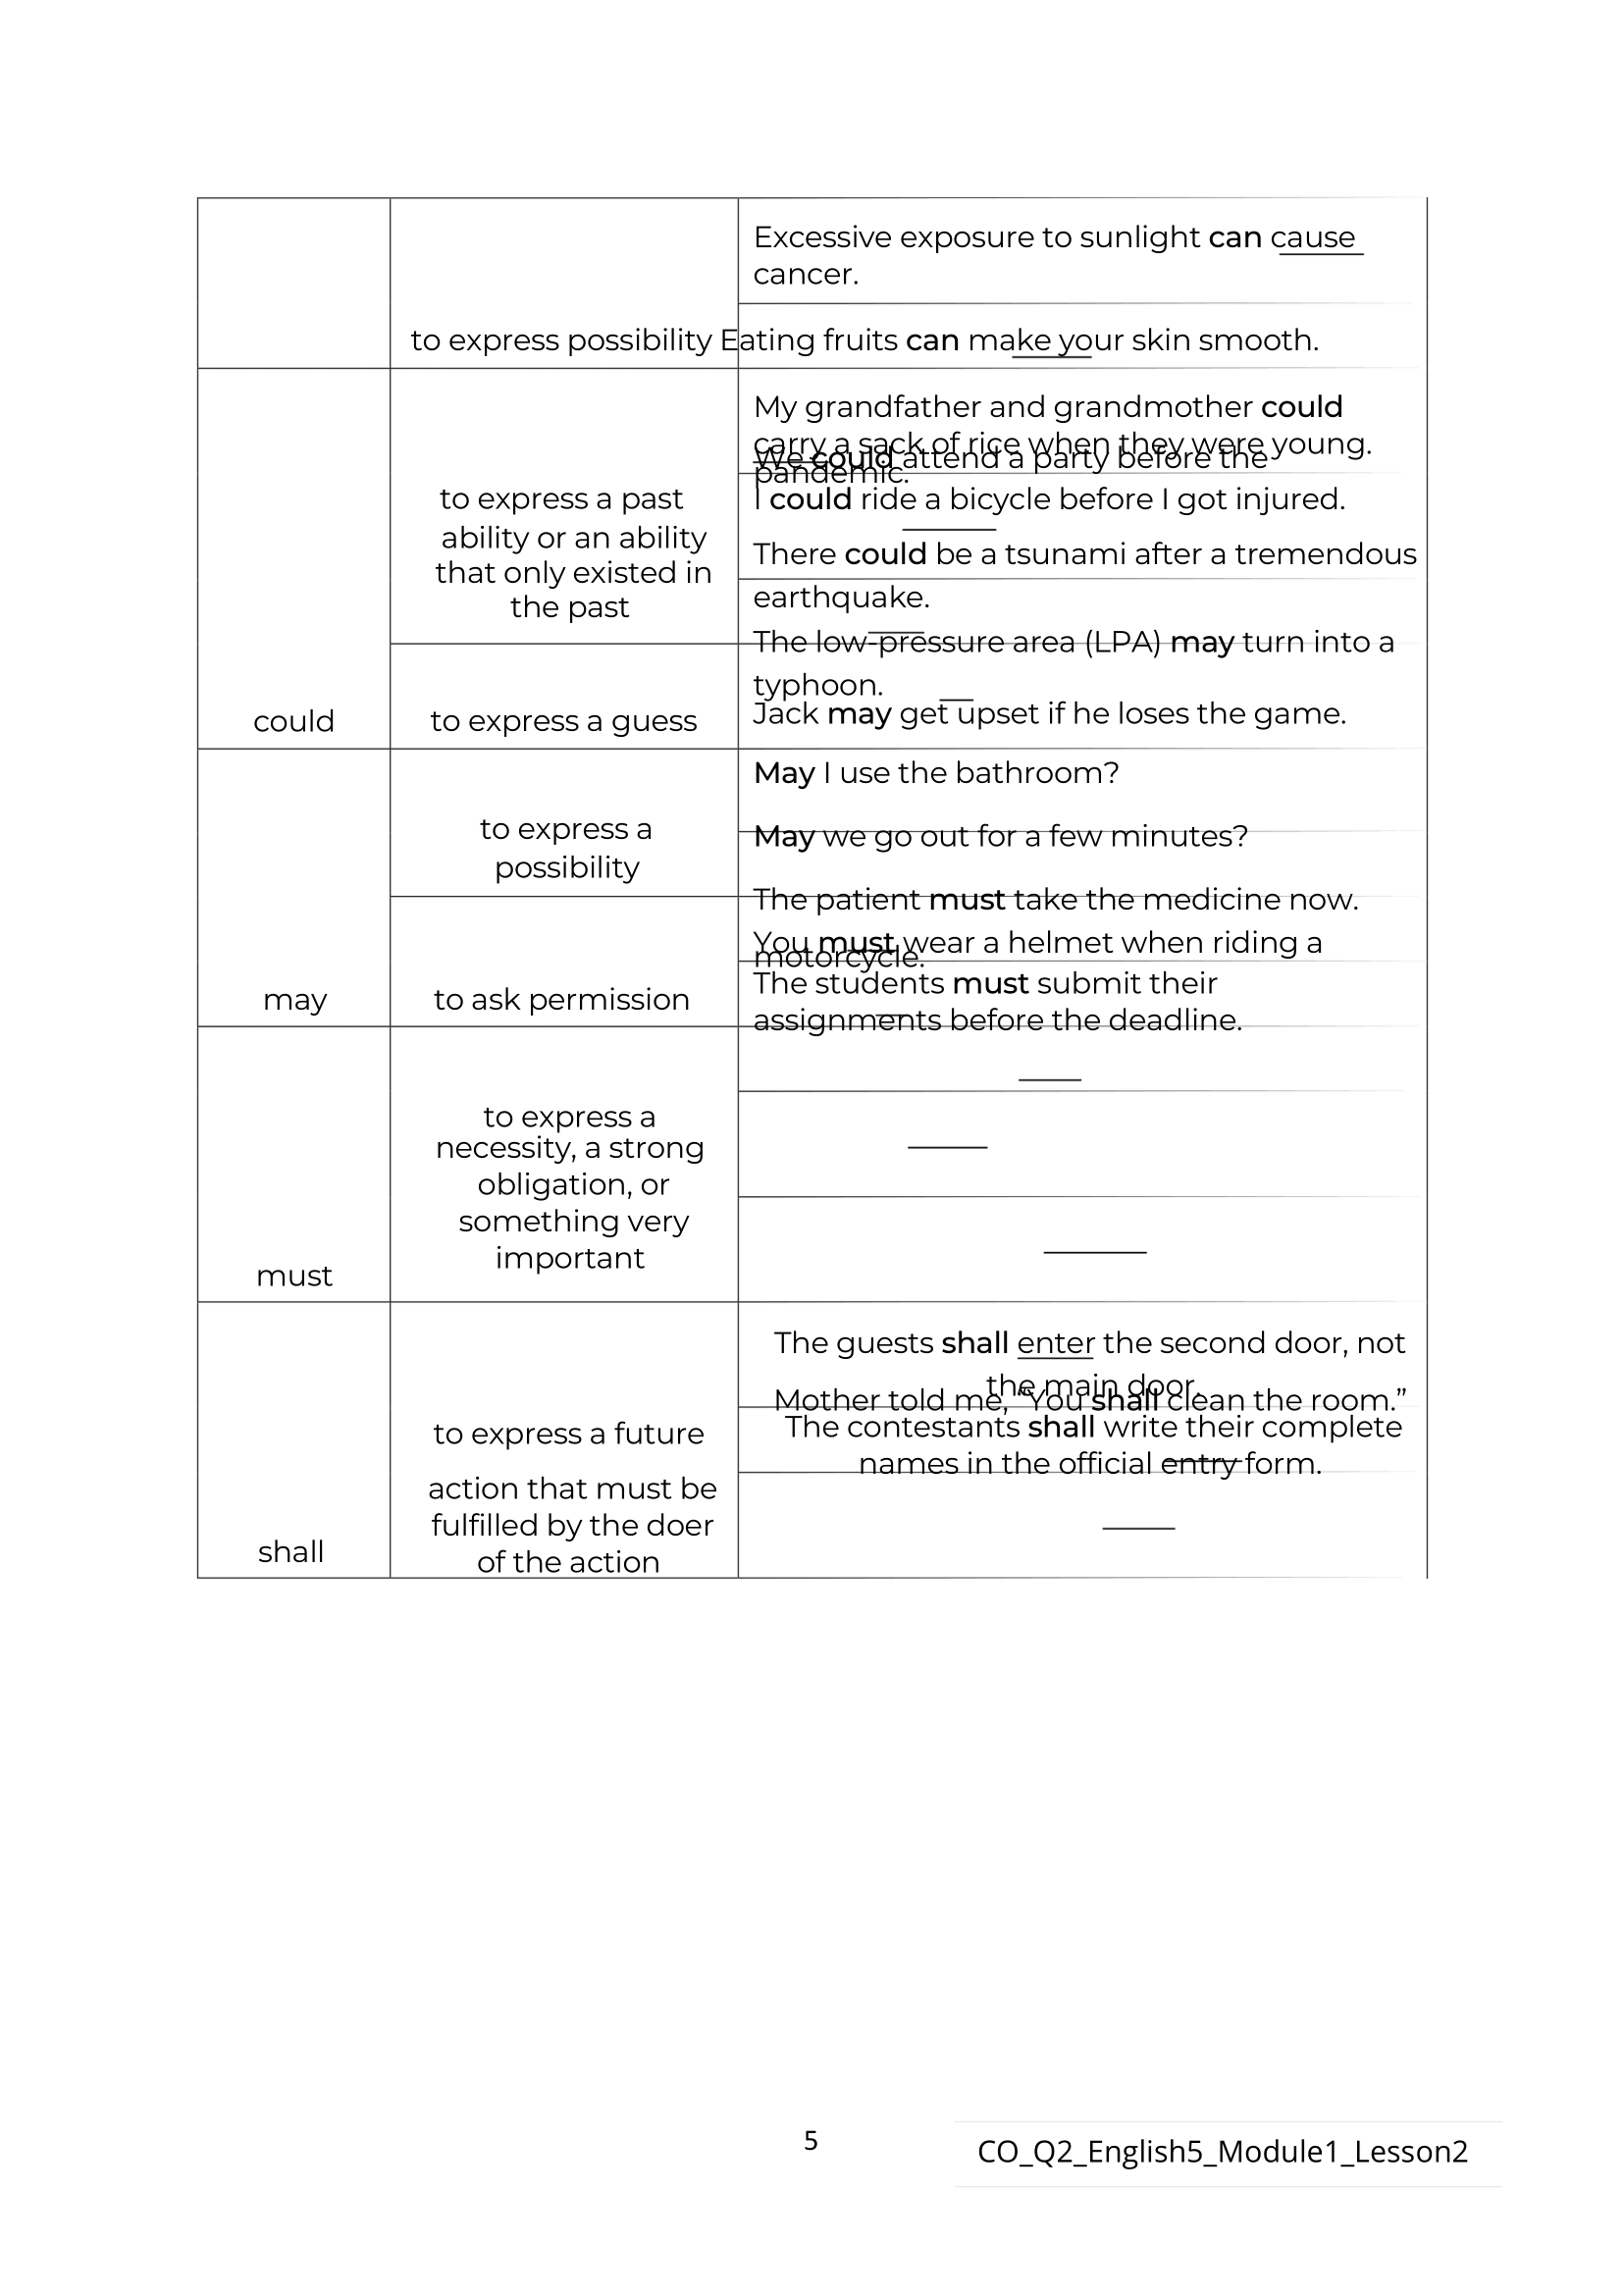 Excessive exposure to sunlight can cause
cancer.
to express possibility Eating fruits can make your skin smooth.
could
to express a past
ability or an ability
that only existed in
the past
My grandfather and grandmother could
carry a sack of rice when they were young.
We could attend a party before the
pandemic.
I could ride a bicycle before I got injured.
to express a guess
There could be a tsunami after a tremendous
earthquake.
may
to express a
possibility
The low-pressure area (LPA) may turn into a
typhoon.
Jack may get upset if he loses the game.
to ask permission
May I use the bathroom?
May we go out for a few minutes?
must
to express a
necessity, a strong
obligation, or
something very
important
The patient must take the medicine now.
You must wear a helmet when riding a
motorcycle.
The students must submit their
assignments before the deadline.
shall
to express a future
action that must be
fulfilled by the doer
of the action
The guests shall enter the second door, not
the main door.
Mother told me, “You shall clean the room.”
The contestants shall write their complete
names in the official entry form.
5
CO_Q2_English5_Module1_Lesson2